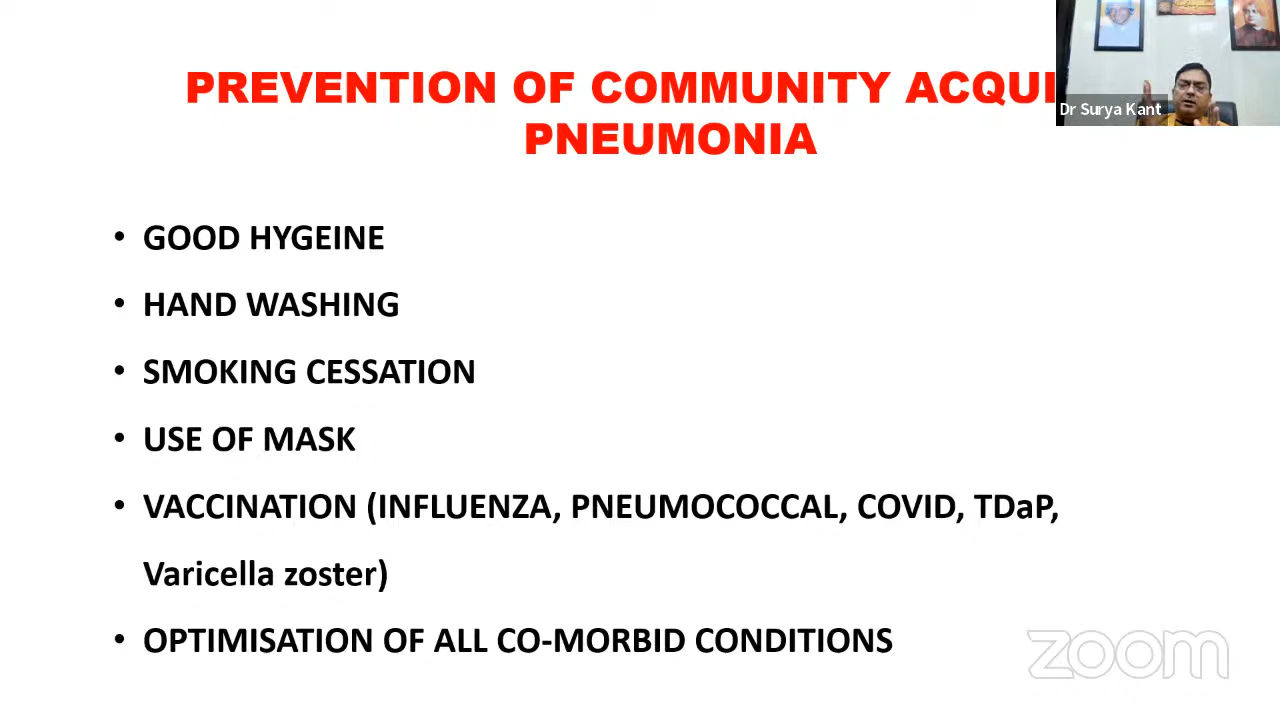 PREVENTION OF COMMUNITY ACQUI
PNEUMONIA
Dr Surya Kant
• GOOD HYGEINE
• HAND WASHING
• SMOKING CESSATION
• USE OF MASK
• VACCINATION (INFLUENZA, PNEUMOCOCCAL, COVID, TDaP,
Varicella zoster)
• OPTIMISATION OF ALL CO-MORBID CONDITIONS
zoom